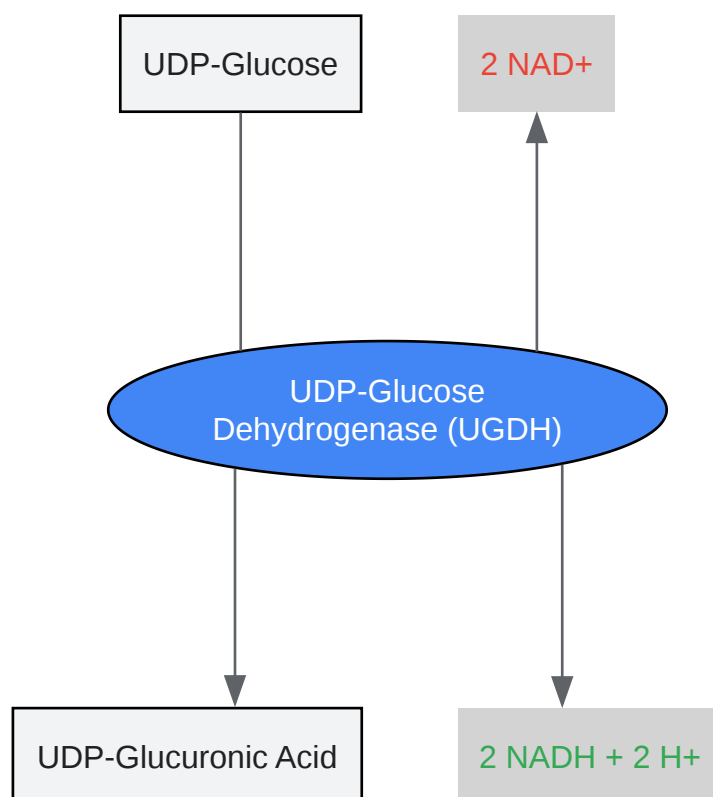 UDP-Glucose
2 NAD+
UDP-Glucose
Dehydrogenase (UGDH)
UDP-Glucuronic Acid
2 NADH + 2 H+